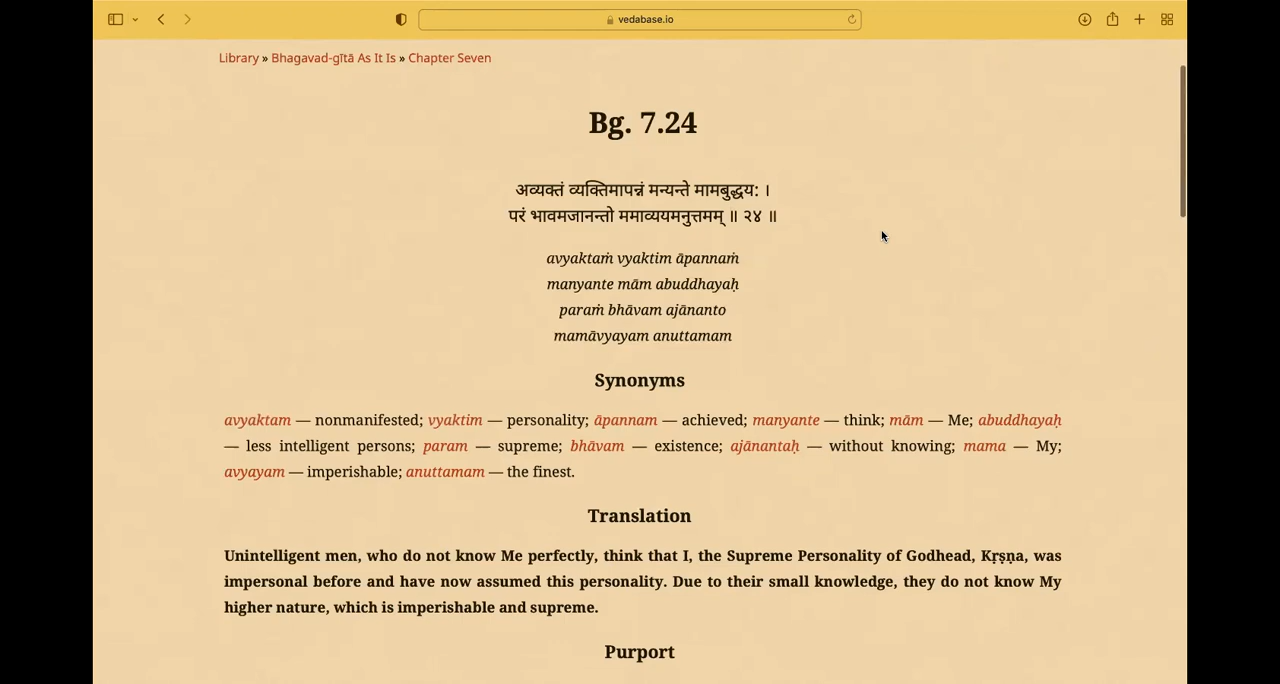 vedabase.io
Library » Bhagavad-gītā As It Is » Chapter Seven
Bg. 7.24
अव्यक्तं व्यक्तिमापन्नं मन्यन्ते मामबुद्धय: ।
परं भावमजानन्तो ममाव्ययमनुत्तमम् ॥ २४ ॥
avyaktaṁ vyaktim āpannaṁ
manyante mām abuddhayaḥ
paraṁ bhāvam ajānanto
mamāvyayam anuttamam
Synonyms
avyaktam — nonmanifested; vyaktim — personality; āpannam — achieved; manyante — think; mām — Me; abuddhayaḥ
— less intelligent persons; param — supreme; bhāvam — existence; ajānantaḥ — without knowing; mama — My;
avyayam — imperishable; anuttamam — the finest.
Translation
Unintelligent men, who do not know Me perfectly, think that I, the Supreme Personality of Godhead, Kṛṣṇa, was
impersonal before and have now assumed this personality. Due to their small knowledge, they do not know My
higher nature, which is imperishable and supreme.
Purport